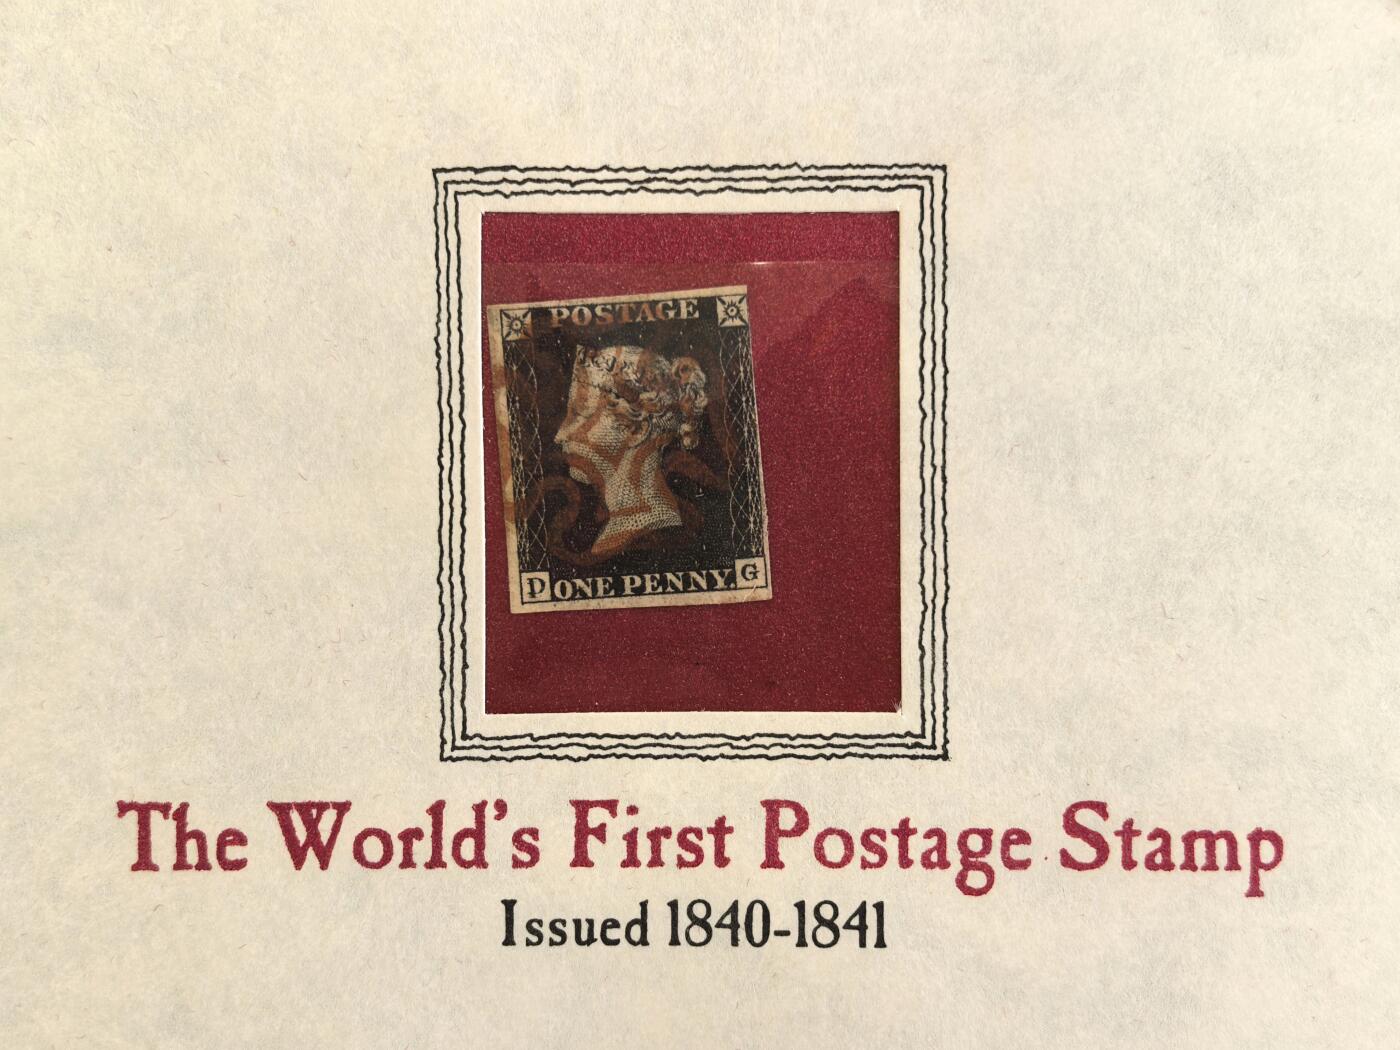 POSTAGE
D ONE PENNY. G
The World's First Postage Stamp
Issued 1840-1841